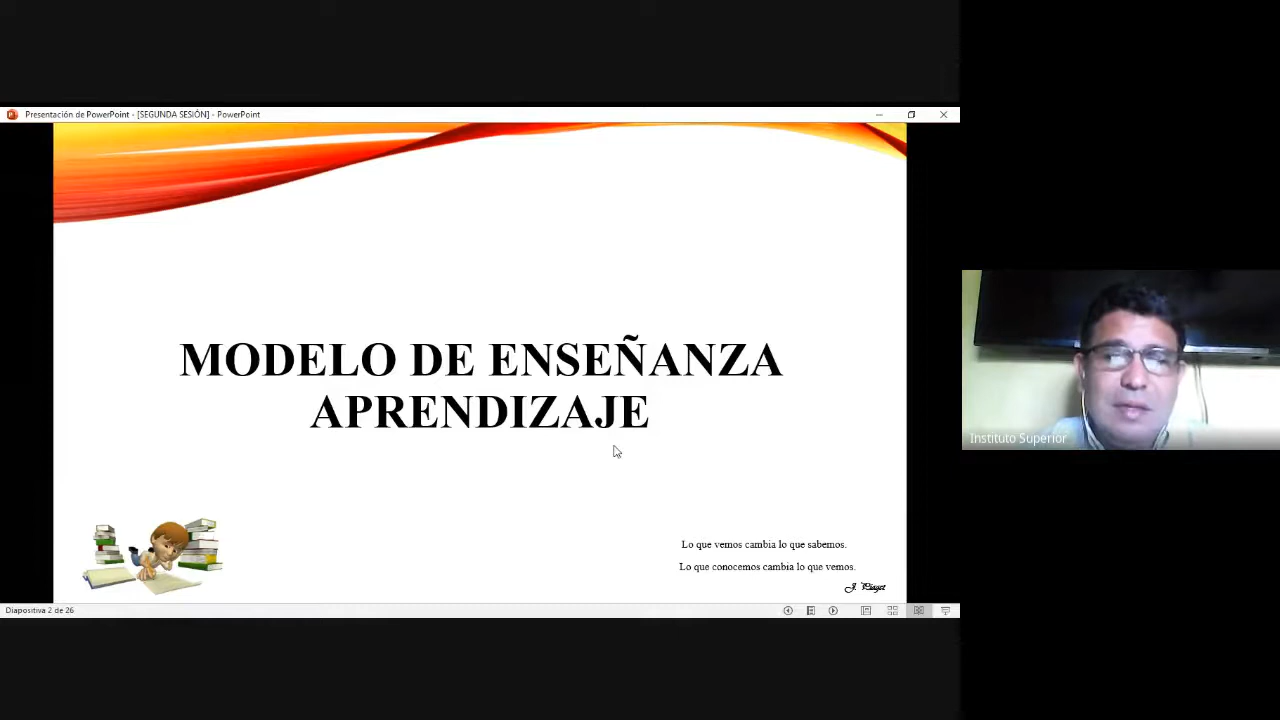 Presentación de PowerPoint - [SEGUNDA SESIÓN] - PowerPoint
MODELO DE ENSEÑANZA
APRENDIZAJE
Lo que vemos cambia lo que sabemos.
Lo que conocemos cambia lo que vemos.
J. Piaget
Instituto Superior
Diapositiva 2 de 26